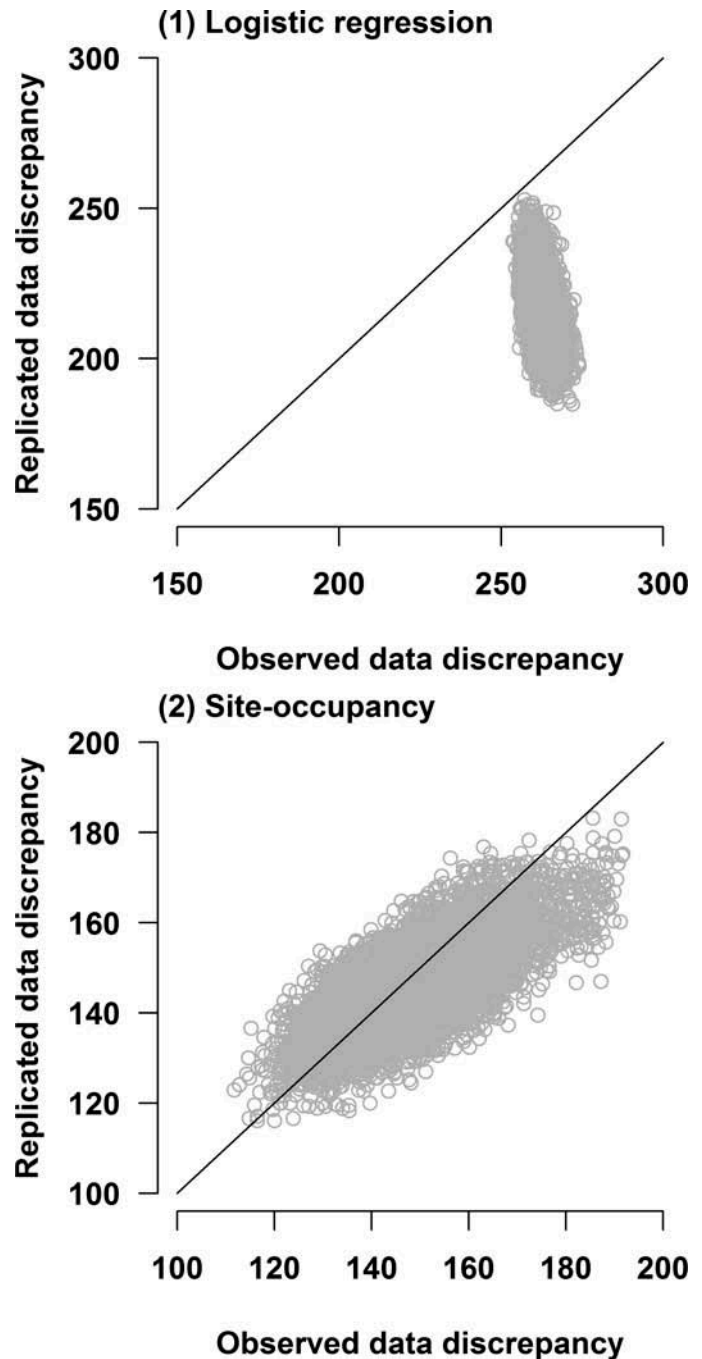 (1) Logistic regression
300
250
200
150
Replicated data discrepancy
150 200 250 300
Observed data discrepancy
(2) Site-occupancy
200
180
160
140
120
100
Replicated data discrepancy
100 120 140 160 180 200
Observed data discrepancy